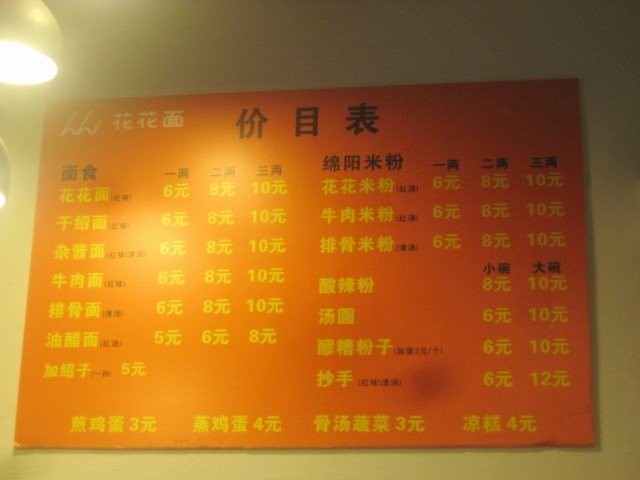 花花面 价目表
面食 一两 二两 三两
花花面(红味) 6元 8元 10元
干绍面(红味) 6元 8元 10元
杂酱面(红味\清汤) 6元 8元 10元
牛肉面(红味) 6元 8元 10元
排骨面(清汤) 6元 8元 10元
油醋面(红汤) 5元 6元 8元
加绍子(一种) 5元
绵阳米粉 一两 二两 三两
花花米粉(红汤) 6元 8元 10元
牛肉米粉(红汤) 6元 8元 10元
排骨米粉(清汤) 6元 8元 10元
小碗 大碗
酸辣粉 8元 10元
汤圆 6元 10元
醪糟粉子(加蛋3元/个) 6元 10元
抄手(红味\清汤) 6元 12元
煎鸡蛋3元 蒸鸡蛋4元 骨汤蔬菜3元 凉糕4元